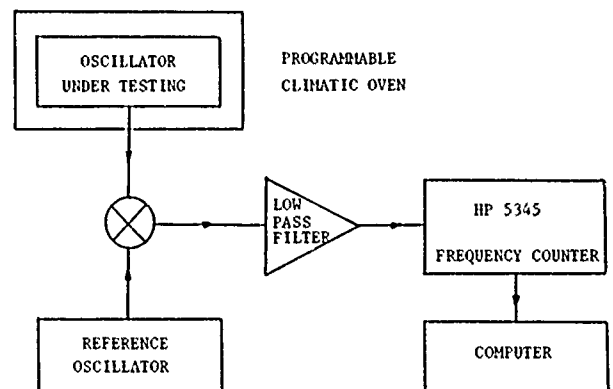 OSCILLATOR
UNDER TESTING
PROGRAMMABLE
CLIMATIC OVEN
LOW
PASS
FILTER
HP 5345
FREQUENCY COUNTER
REFERENCE
OSCILLATOR
COMPUTER